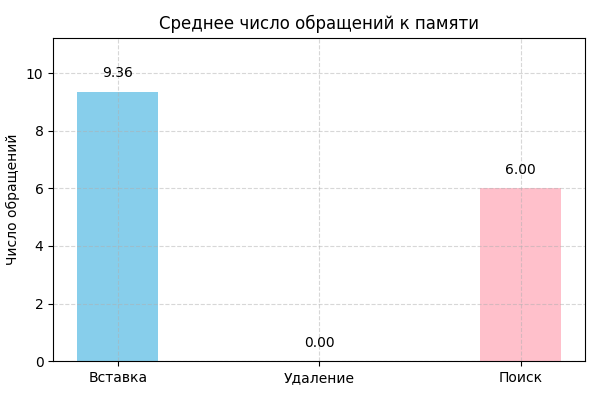 Среднее число обращений к памяти
Число обращений
10
8
6
4
2
0
9.36
0.00
6.00
Вставка
Удаление
Поиск